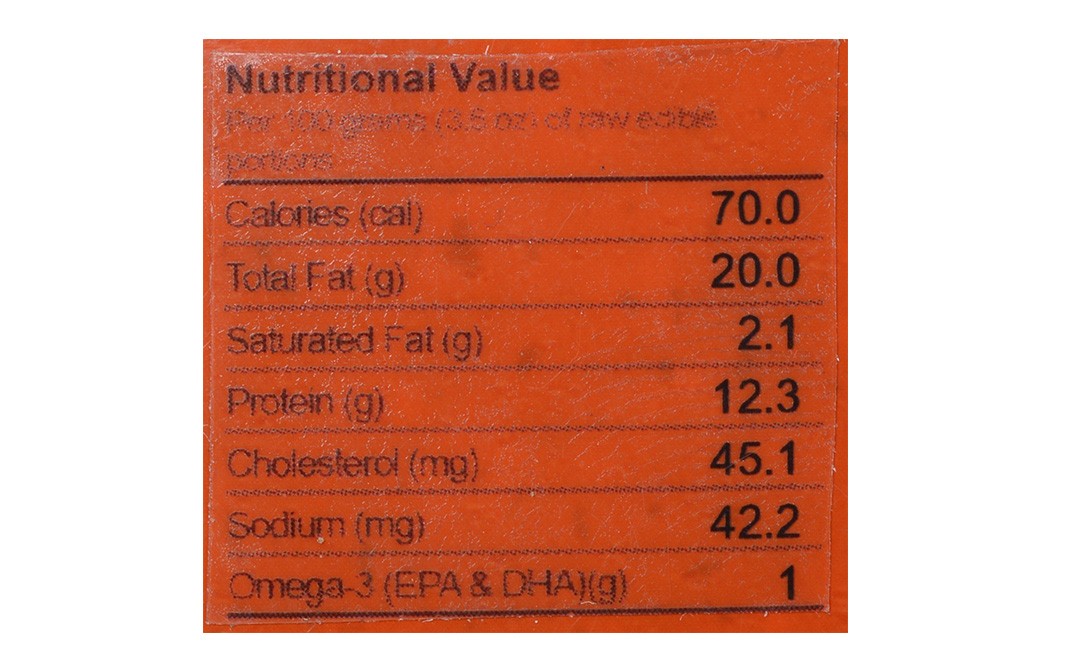 Nutritional Value
Per 100 grams (3.5 oz) of raw edible
portions
Calories (cal) 70.0
Total Fat (g) 20.0
Saturated Fat (g) 2.1
Protein (g) 12.3
Cholesterol (mg) 45.1
Sodium (mg) 42.2
Omega-3 (EPA & DHA)(g) 1